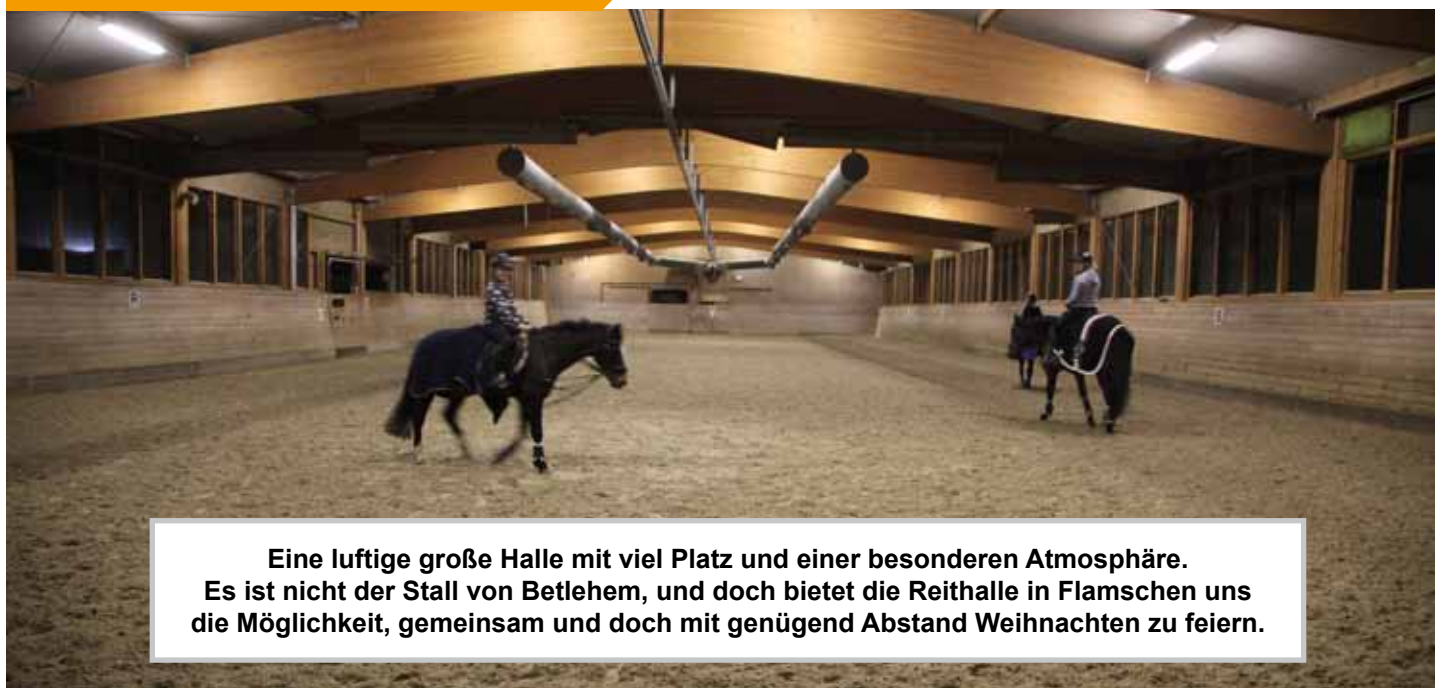 Eine luftige große Halle mit viel Platz und einer besonderen Atmosphäre.
Es ist nicht der Stall von Betlehem, und doch bietet die Reithalle in Flamschen uns
die Möglichkeit, gemeinsam und doch mit genügend Abstand Weihnachten zu feiern.